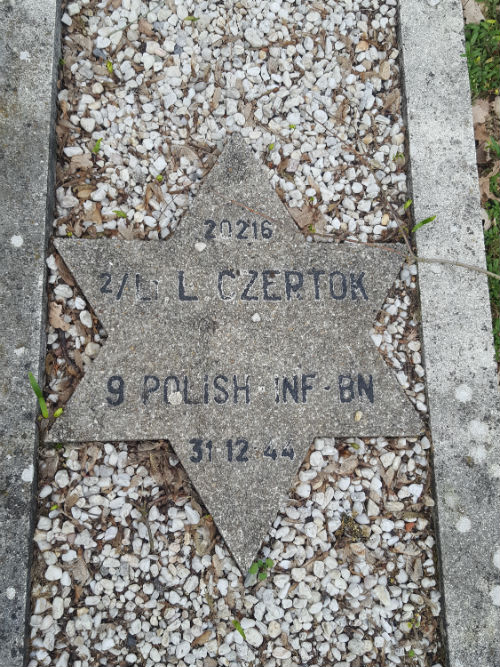 20216
2/Lt L CZERTOK
9 POLISH INF-BN
31 12 44